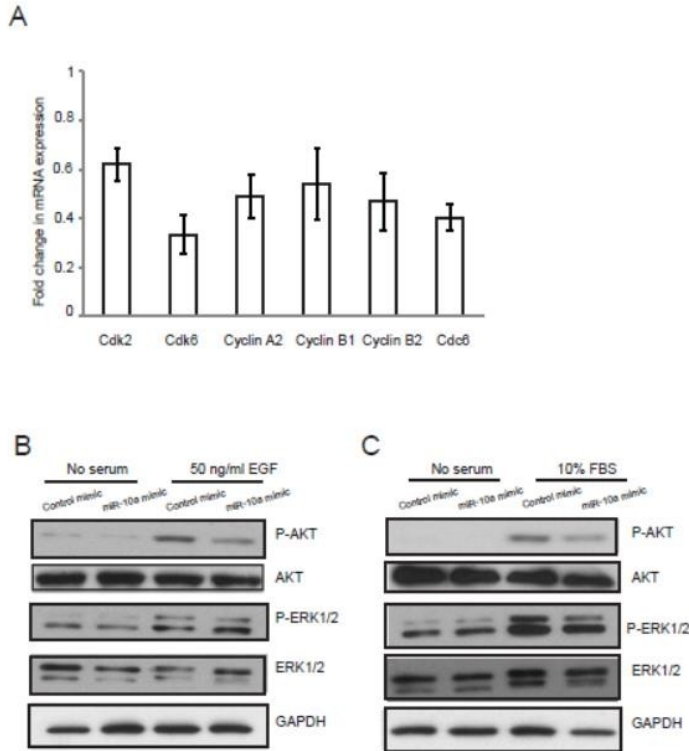 A
Fold change in mRNA expression
1
0.8
0.6
0.4
0.2
0
Cdk2 Cdk6 Cyclin A2 Cyclin B1 Cyclin B2 Cdc6
B
No serum 50 ng/ml EGF
Control mimic miR-10a mimic Control mimic miR-10a mimic
P-AKT
AKT
P-ERK1/2
ERK1/2
GAPDH
C
No serum 10% FBS
Control mimic miR-10a mimic Control mimic miR-10a mimic
P-AKT
AKT
P-ERK1/2
ERK1/2
GAPDH